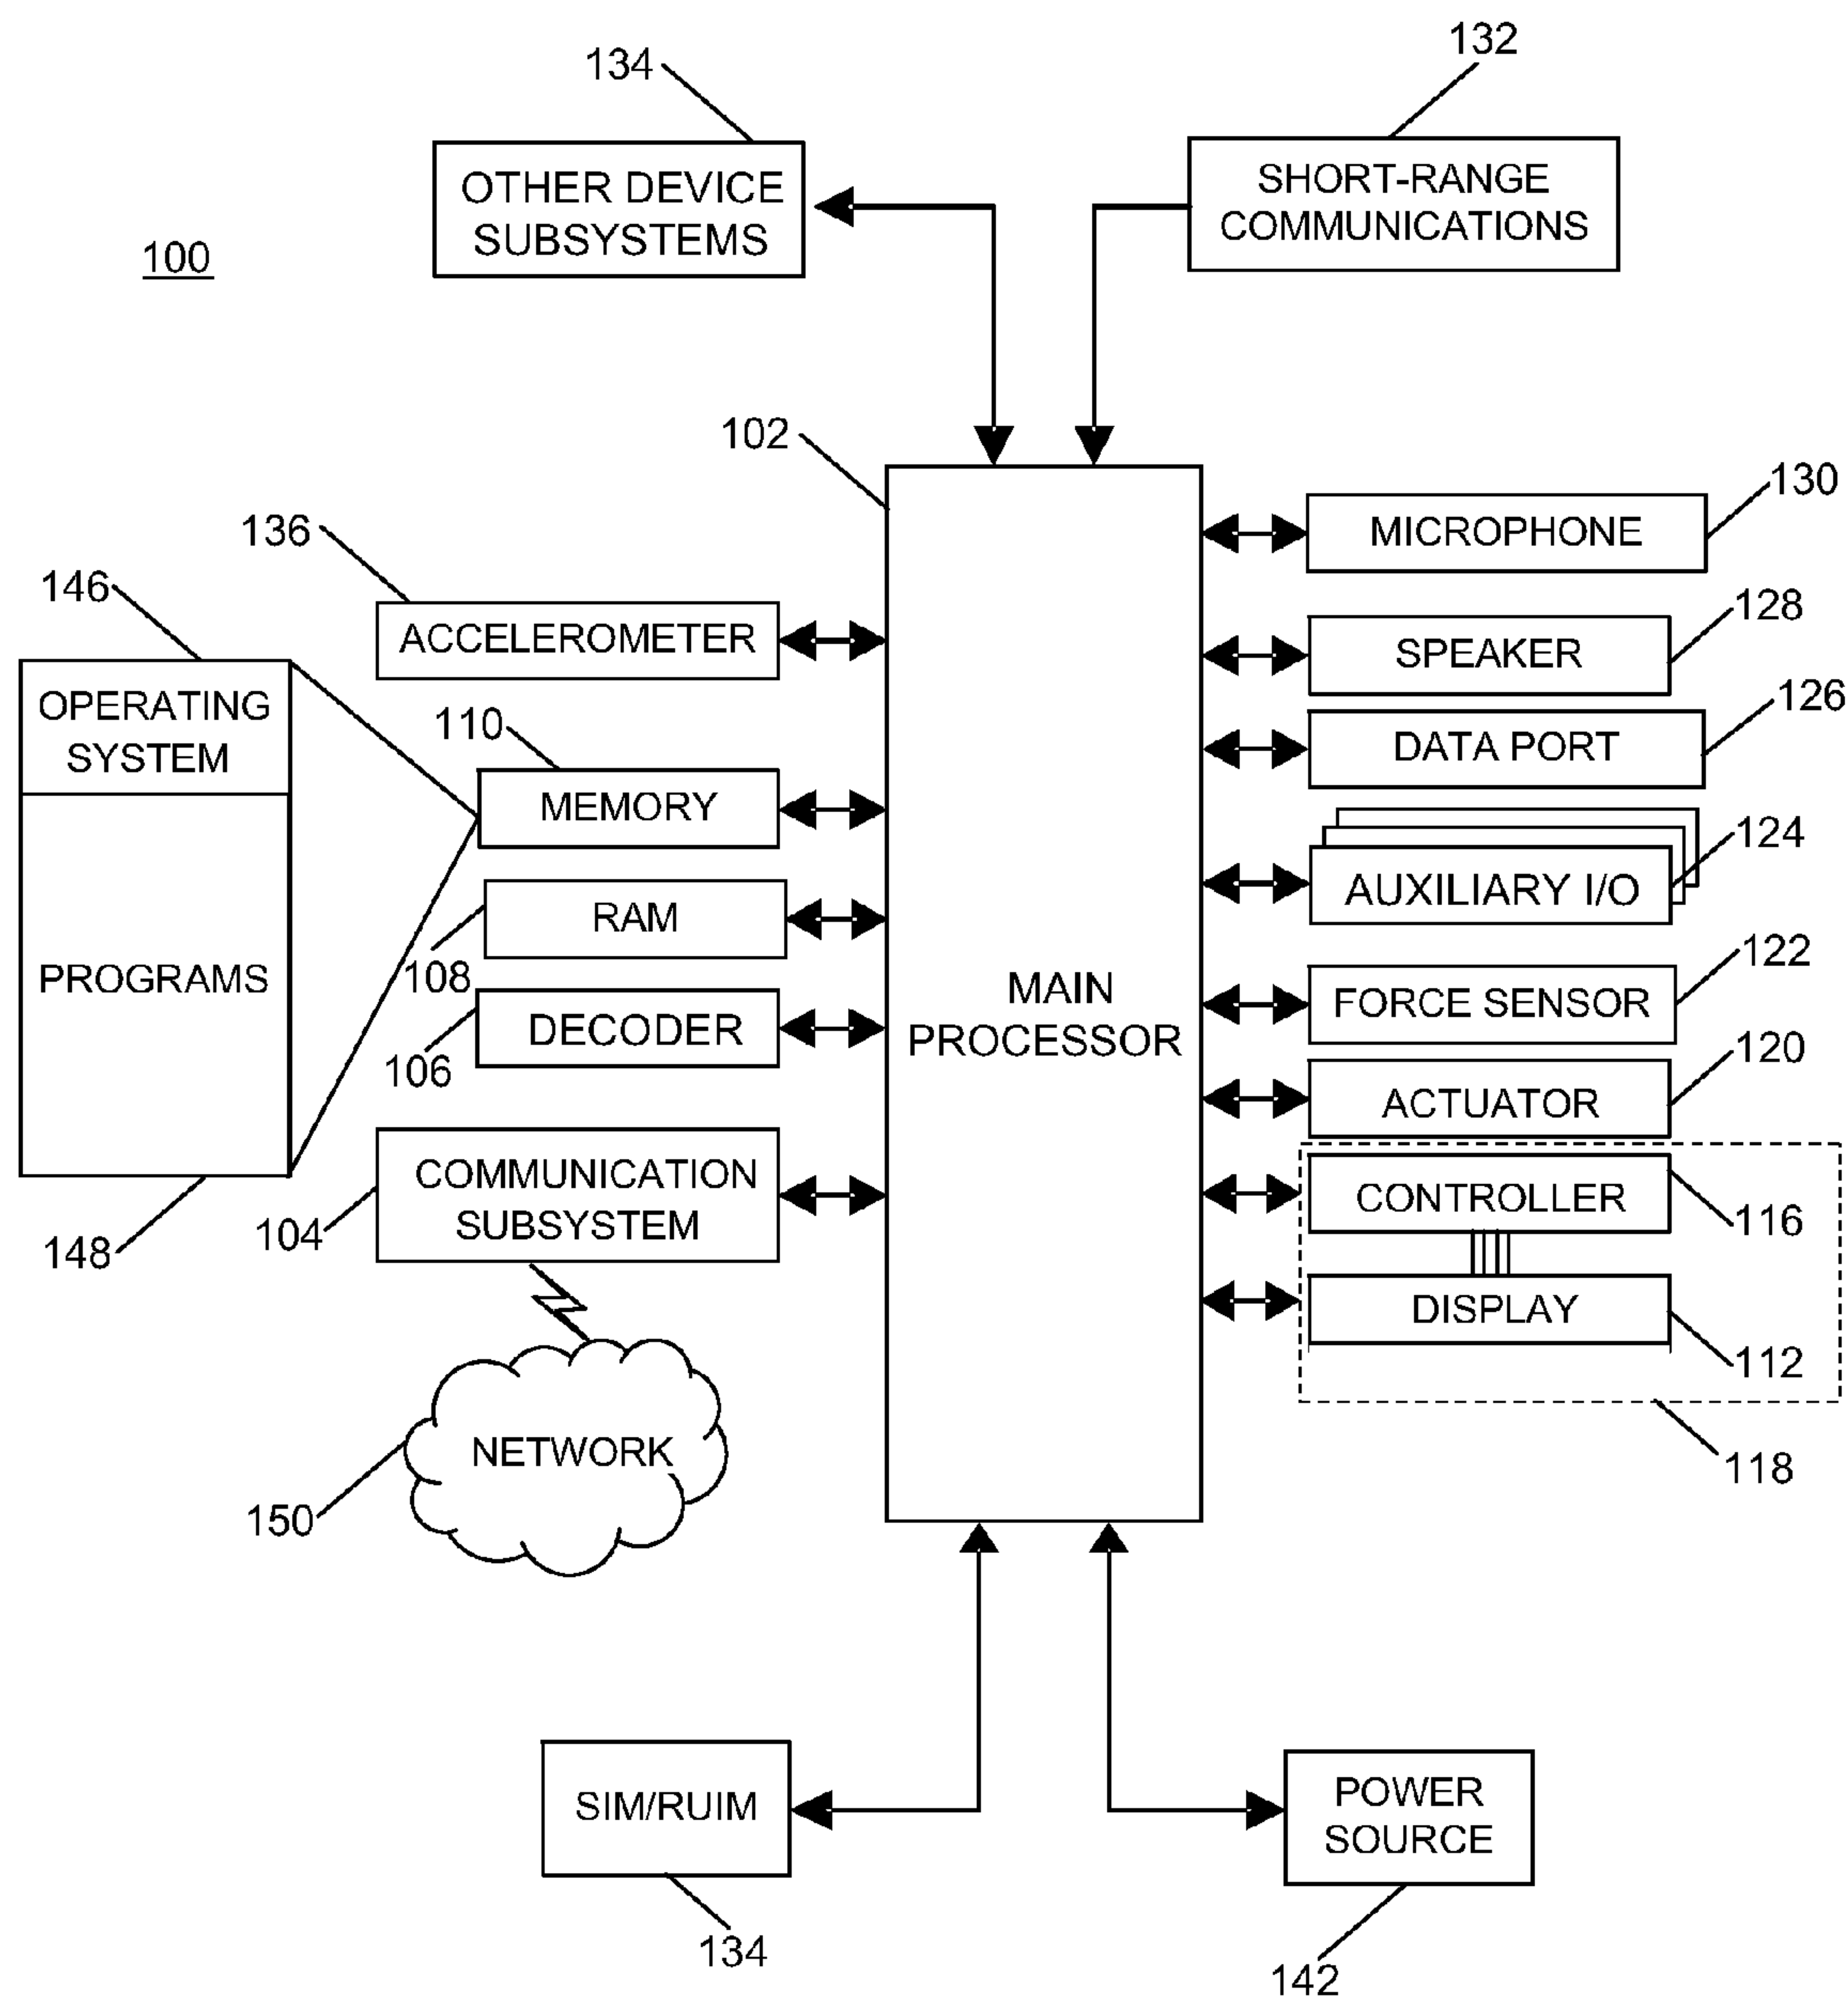 132
134
SHORT-RANGE
COMMUNICATIONS
OTHER DEVICE
SUBSYSTEMS
100
102
130
MICROPHONE
136
146
ACCELEROMETER
128
SPEAKER
OPERATING
SYSTEM
110
126
DATA PORT
MEMORY
124
AUXILIARY I/O
RAM
108
PROGRAMS
MAIN
PROCESSOR
122
FORCE SENSOR
DECODER
106
120
ACTUATOR
COMMUNICATION
SUBSYSTEM
104
148
CONTROLLER
116
DISPLAY
112
118
NETWORK
150
SIM/RUIM
134
POWER
SOURCE
142